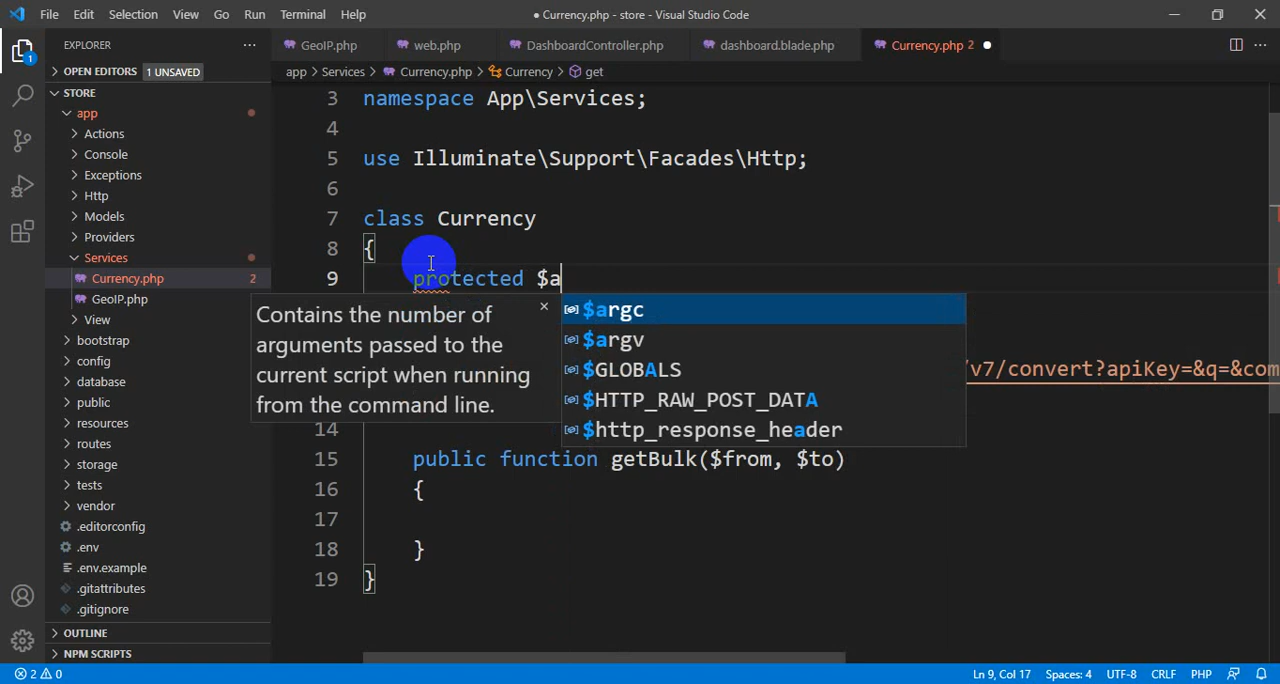 File Edit Selection View Go Run Terminal Help
● Currency.php - store - Visual Studio Code
EXPLORER
GeoIP.php
web.php
DashboardController.php
dashboard.blade.php
Currency.php 2
OPEN EDITORS 1 UNSAVED
app > Services > Currency.php > Currency > get
1
STORE
app
Actions
Console
Exceptions
Http
Models
Providers
Services
Currency.php 2
GeoIP.php
View
bootstrap
config
database
public
resources
routes
storage
tests
vendor
.editorconfig
.env
.env.example
.gitattributes
.gitignore
OUTLINE
NPM SCRIPTS
3 namespace App\Services;
4
5 use Illuminate\Support\Facades\Http;
6
7 class Currency
8 {
9 protected $a
Contains the number of
arguments passed to the
current script when running
from the command line.
$argc
$argv
$GLOBALS
$HTTP_RAW_POST_DATA
$http_response_header
/v7/convert?apiKey=&q=&com
14
15 public function getBulk($from, $to)
16 {
17
18 }
19 }
2 0
Ln 9, Col 17 Spaces: 4 UTF-8 CRLF PHP